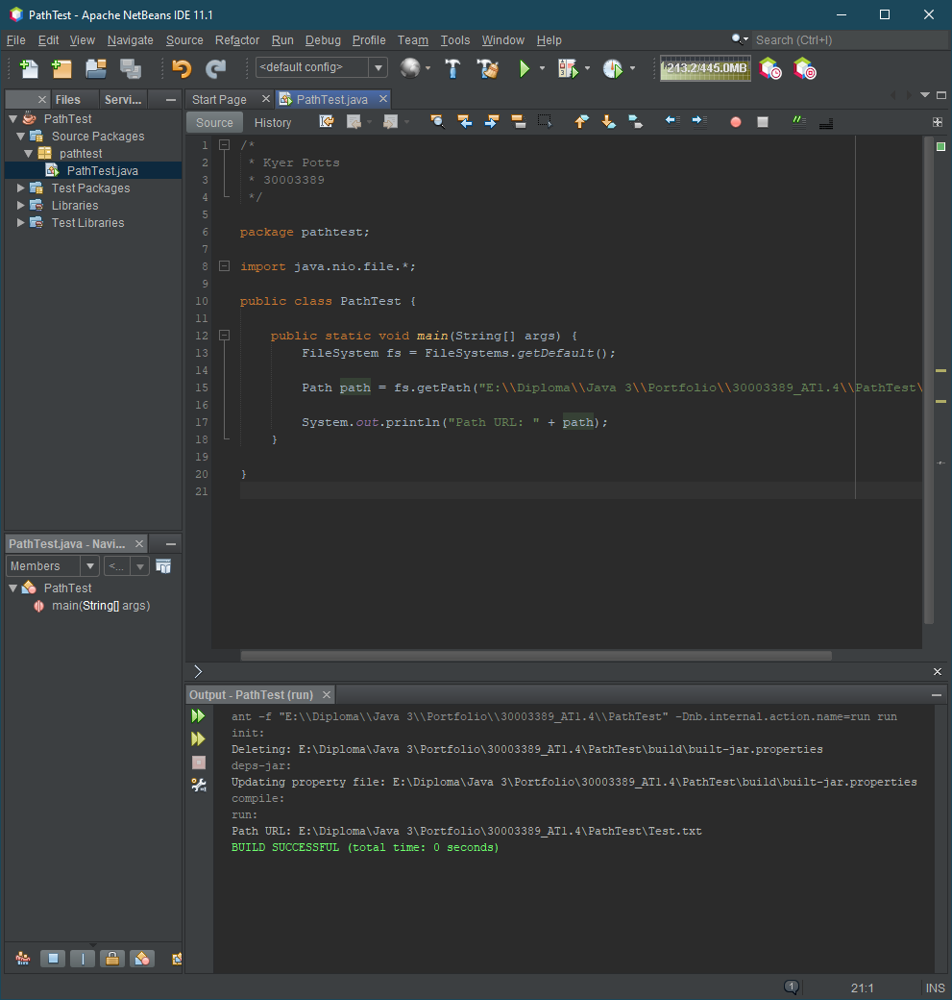 PathTest - Apache NetBeans IDE 11.1
File Edit View Navigate Source Refactor Run Debug Profile Team Tools Window Help Search (Ctrl+I)
<default config> 213.2/445.0MB
Files Servi... Start Page PathTest.java
Source History
PathTest
Source Packages
pathtest
PathTest.java
Test Packages
Libraries
Test Libraries
1 /*
2 * Kyer Potts
3 * 30003389
4 */
5
6 package pathtest;
7
8 import java.nio.file.*;
9
10 public class PathTest {
11
12 public static void main(String[] args) {
13 FileSystem fs = FileSystems.getDefault();
14
15 Path path = fs.getPath("E:\\Diploma\\Java 3\\Portfolio\\30003389_AT1.4\\PathTest\
16
17 System.out.println("Path URL: " + path);
18 }
19
20 }
21
PathTest.java - Navi...
Members <...
PathTest
main(String[] args)
Output - PathTest (run)
ant -f "E:\\Diploma\\Java 3\\Portfolio\\30003389_AT1.4\\PathTest" -Dnb.internal.action.name=run run
init:
Deleting: E:\Diploma\Java 3\Portfolio\30003389_AT1.4\PathTest\build\built-jar.properties
deps-jar:
Updating property file: E:\Diploma\Java 3\Portfolio\30003389_AT1.4\PathTest\build\built-jar.properties
compile:
run:
Path URL: E:\Diploma\Java 3\Portfolio\30003389_AT1.4\PathTest\Test.txt
BUILD SUCCESSFUL (total time: 0 seconds)
1 21:1 INS